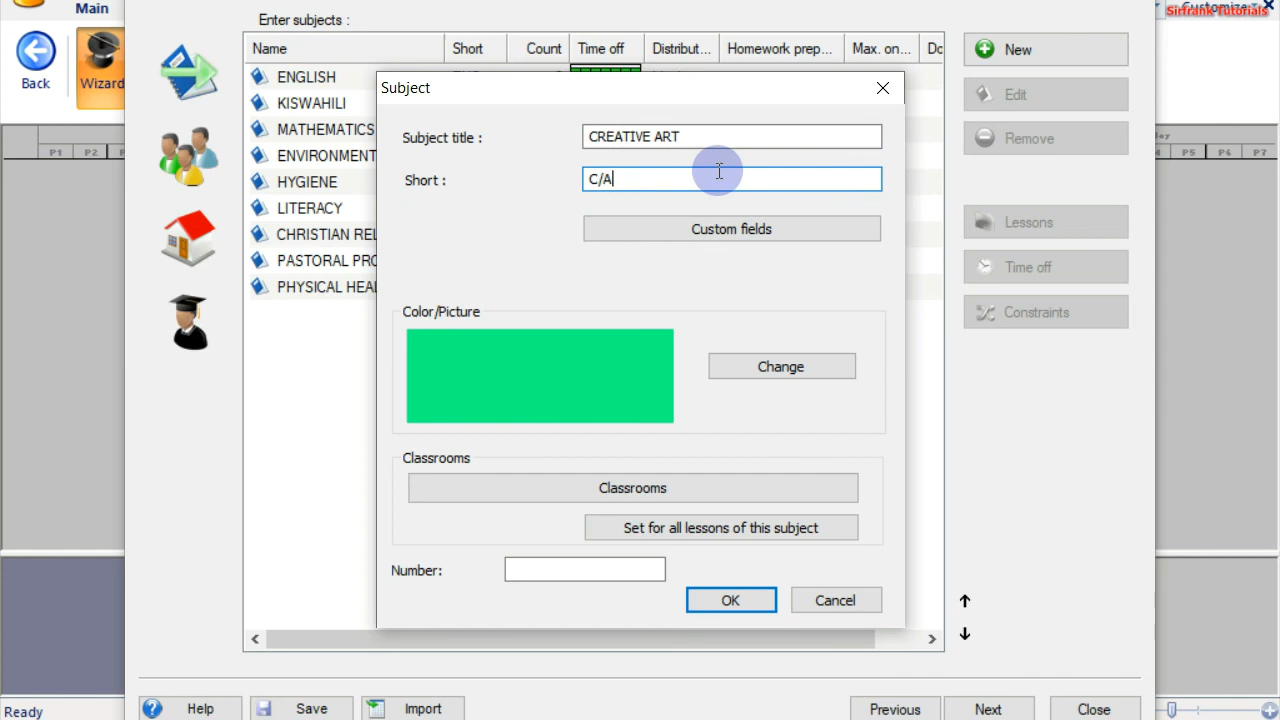 Main
Customize
Sirfrank Tutorials
Enter subjects :
Back
Wizard
Name Short Count Time off Distribut... Homework prep... Max. on... Do
New
ENGLISH
Subject
Edit
KISWAHILI
MATHEMATICS
Subject title :
CREATIVE ART
Remove
P1 P2 P
P5 P6 P7
ENVIRONMENT
HYGIENE
Short :
C/A
LITERACY
Custom fields
Lessons
CHRISTIAN REL
PASTORAL PRO
Time off
PHYSICAL HEAL
Color/Picture
Constraints
Change
Classrooms
Classrooms
Set for all lessons of this subject
Number:
OK
Cancel
Ready
Help
Save
Import
Previous
Next
Close